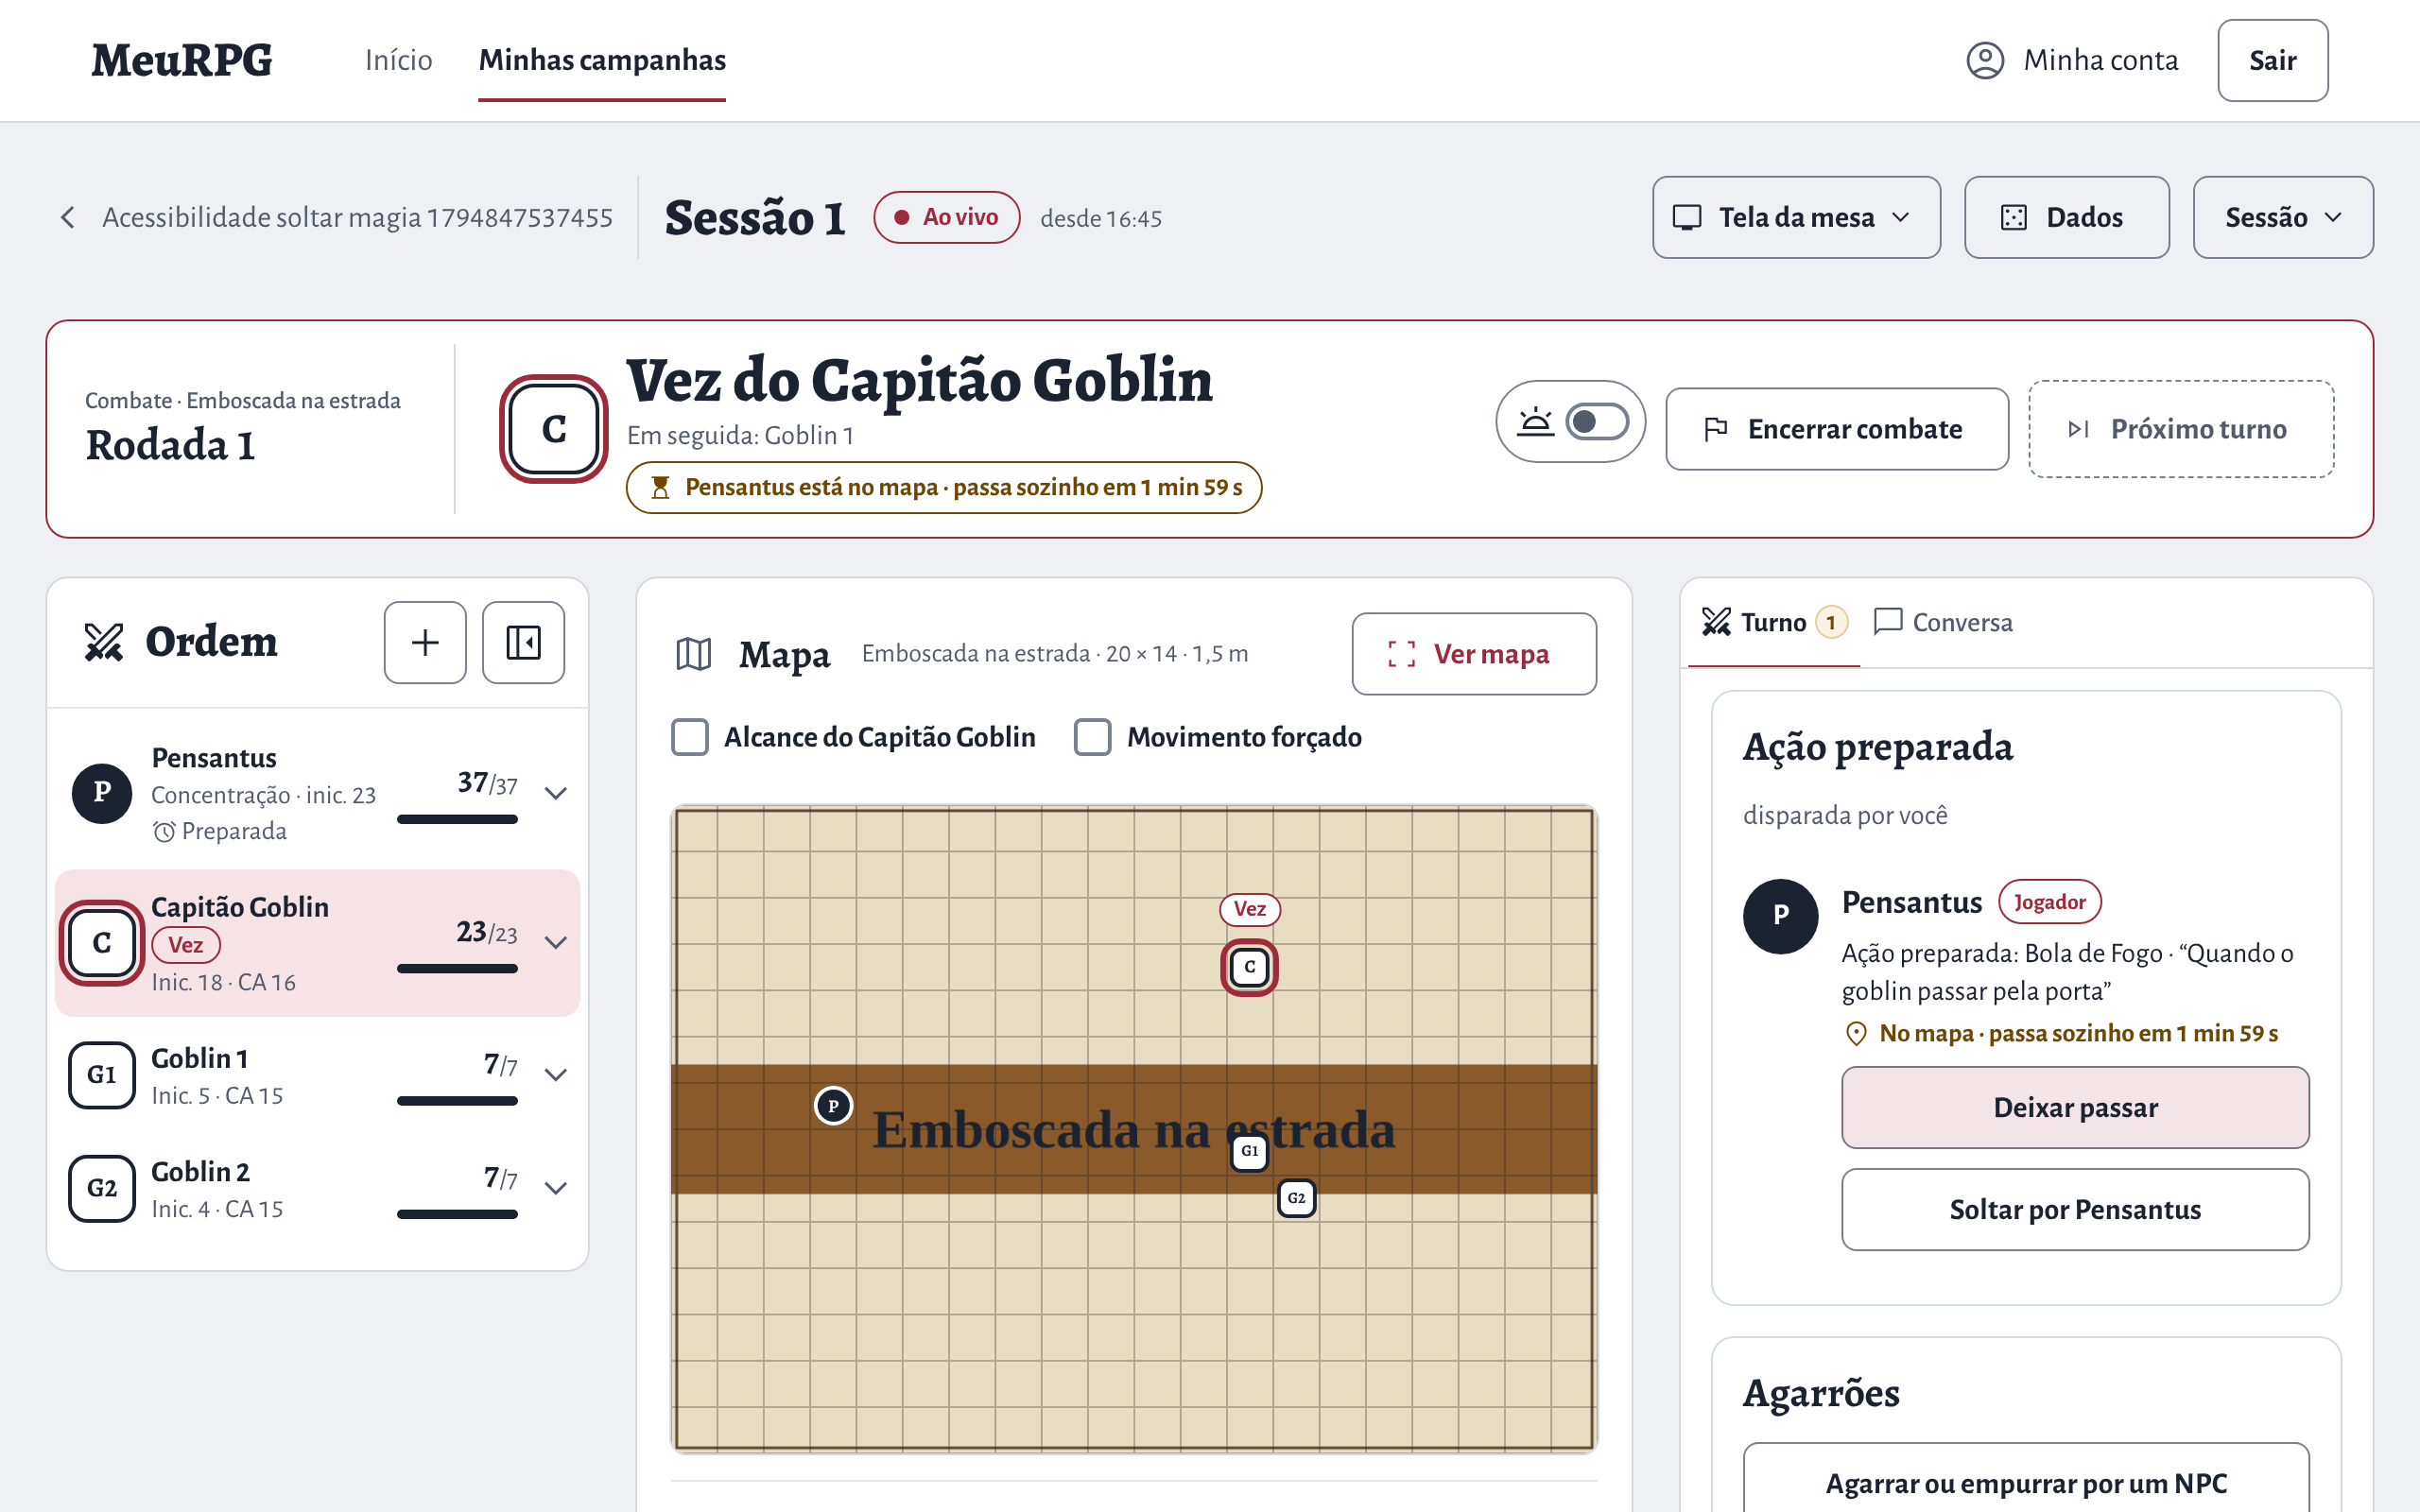 MeuRPG
Início
Minhas campanhas
Minha conta
Sair
Acessibilidade soltar magia 1794847537455
Sessão 1
Ao vivo
desde 16:45
Tela da mesa
Dados
Sessão
Combate · Emboscada na estrada
Rodada 1
C
Vez do Capitão Goblin
Em seguida: Goblin 1
Pensantus está no mapa · passa sozinho em 1 min 59 s
Encerrar combate
Próximo turno
Ordem
P
Pensantus
Concentração · inic. 23
Preparada
37/37
C
Capitão Goblin
Vez
Inic. 18 · CA 16
23/23
G1
Goblin 1
Inic. 5 · CA 15
7/7
G2
Goblin 2
Inic. 4 · CA 15
7/7
Mapa
Emboscada na estrada · 20 × 14 · 1,5 m
Ver mapa
Alcance do Capitão Goblin
Movimento forçado
Vez
C
P
Emboscada na estrada
G1
G2
Turno 1
Conversa
Ação preparada
disparada por você
P
Pensantus
Jogador
Ação preparada: Bola de Fogo · “Quando o
goblin passar pela porta”
No mapa · passa sozinho em 1 min 59 s
Deixar passar
Soltar por Pensantus
Agarrões
Agarrar ou empurrar por um NPC